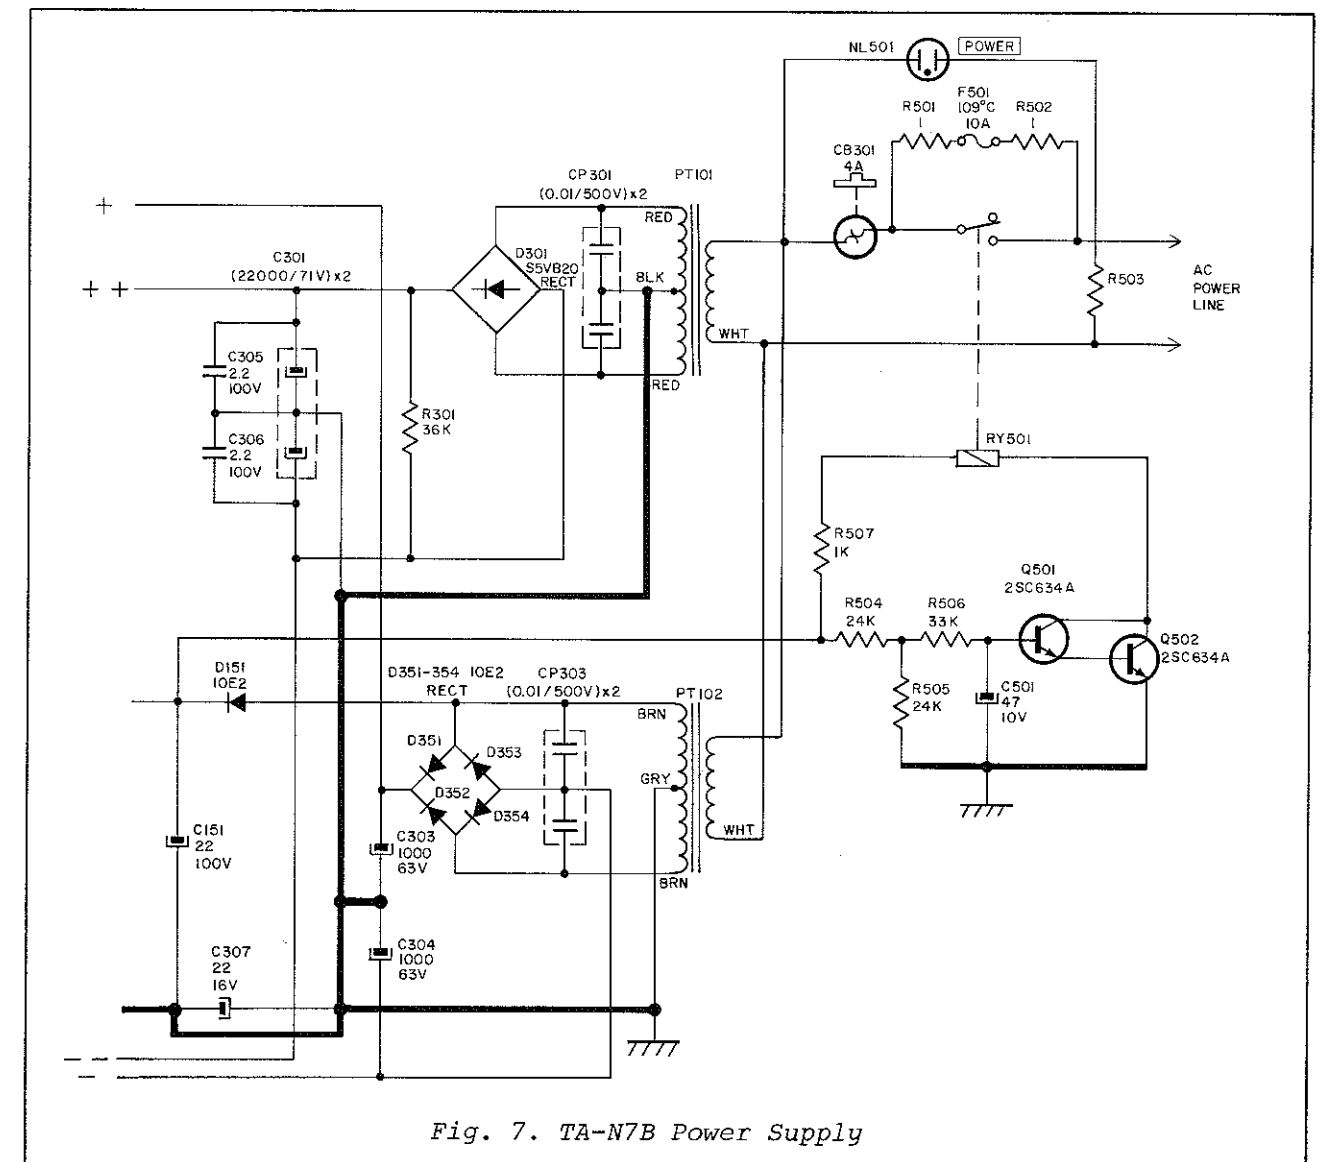 NL501
POWER
R501
1
F501
109°C
10A
R502
1
CB301
4A
CP301
(0.01/500V)x2
PT101
+
RED
D301
S5VB20
RECT
C301
(22000/71V)x2
BLK
+ +
R503
AC
POWER
LINE
WHT
C305
2.2
100V
RED
R301
36K
C306
2.2
100V
RY501
R507
1K
Q501
2SC634A
R504
24K
R506
33K
Q502
2SC634A
D151
10E2
D351-354 10E2
RECT
CP303
(0.01/500V)x2
PT102
R505
24K
C501
47
10V
BRN
D351
D353
GRY
D352
D354
WHT
C151
22
100V
C303
1000
63V
BRN
C304
1000
63V
C307
22
16V
— —
—
Fig. 7. TA-N7B Power Supply